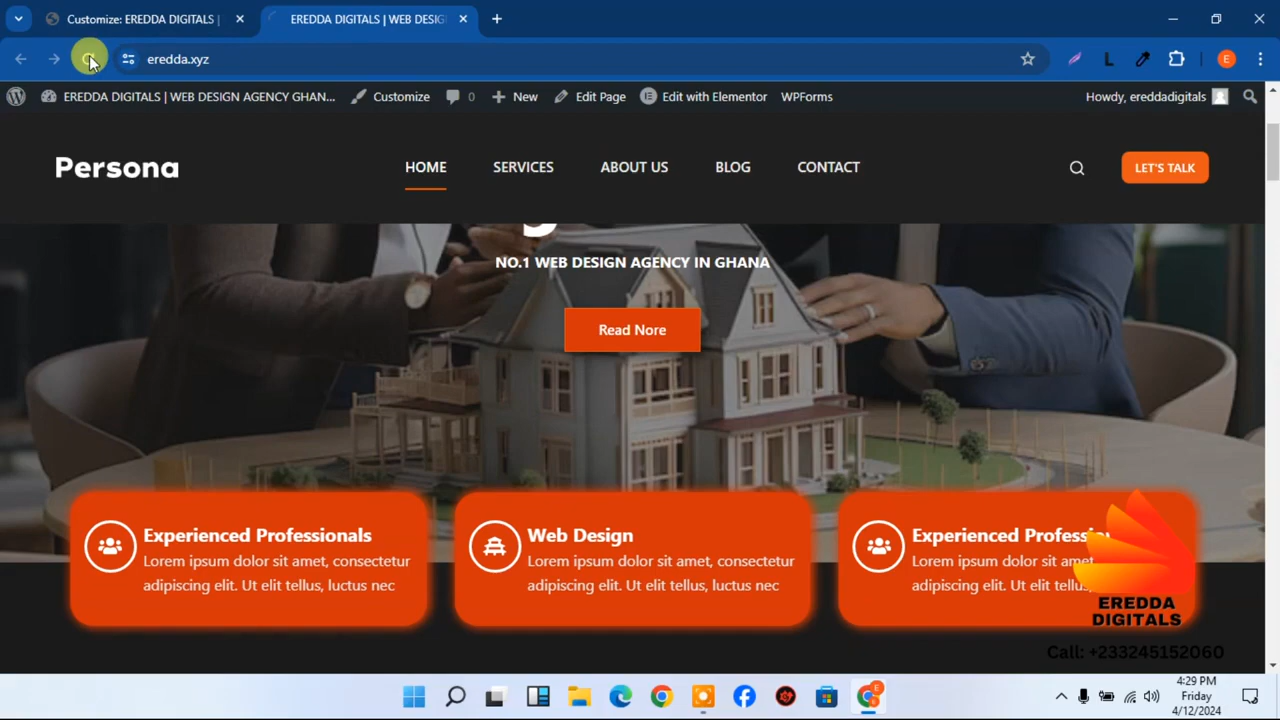 Customize: EREDDA DIGITALS |
EREDDA DIGITALS | WEB DESIG
eredda.xyz
L
E
EREDDA DIGITALS | WEB DESIGN AGENCY GHAN...
Customize
0
New
Edit Page
Edit with Elementor
WPForms
Howdy, ereddadigitals
Persona
HOME
SERVICES
ABOUT US
BLOG
CONTACT
LET'S TALK
NO.1 WEB DESIGN AGENCY IN GHANA
Read Nore
Experienced Professionals
Lorem ipsum dolor sit amet, consectetur
adipiscing elit. Ut elit tellus, luctus nec
Web Design
Lorem ipsum dolor sit amet, consectetur
adipiscing elit. Ut elit tellus, luctus nec
Experienced
Lorem ipsum dolor sit amet
adipiscing elit. Ut elit tellus
EREDDA
DIGITALS
Call: +233245152060
4:29 PM
Friday
4/12/2024
E